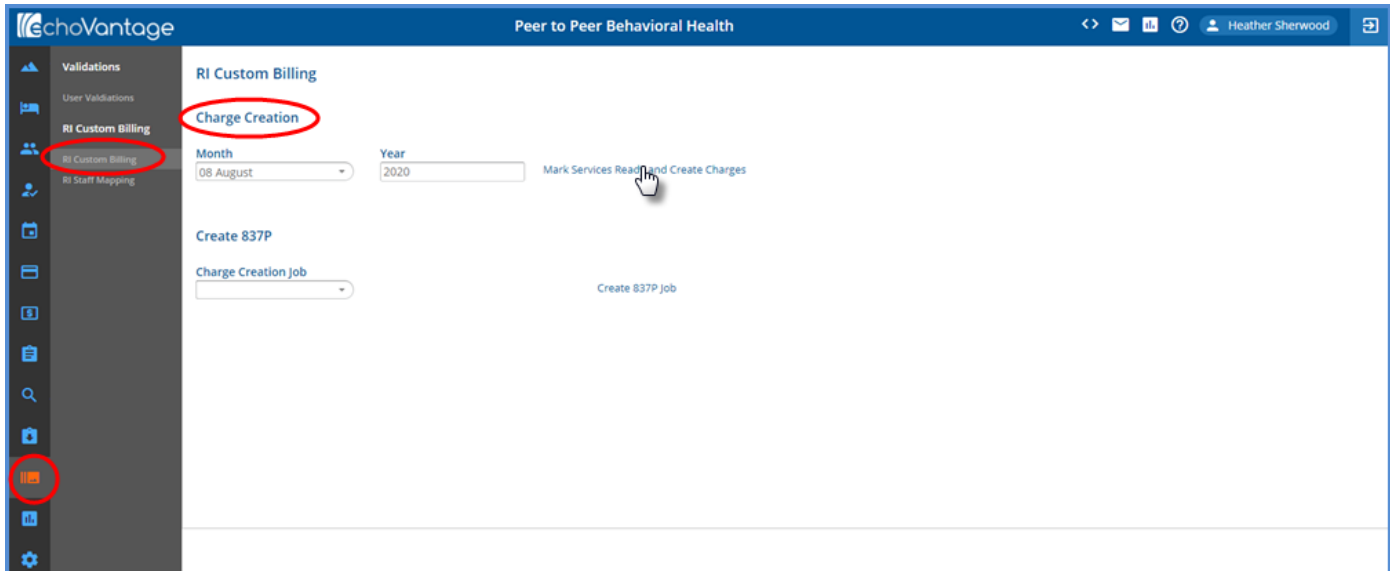 echoVantage
Peer to Peer Behavioral Health
Heather Sherwood
Validations
User Valdiations
RI Custom Billing
RI Custom Billing
RI Staff Mapping
RI Custom Billing
Charge Creation
Month
Year
08 August
2020
Mark Services Ready and Create Charges
Create 837P
Charge Creation Job
Create 837P Job